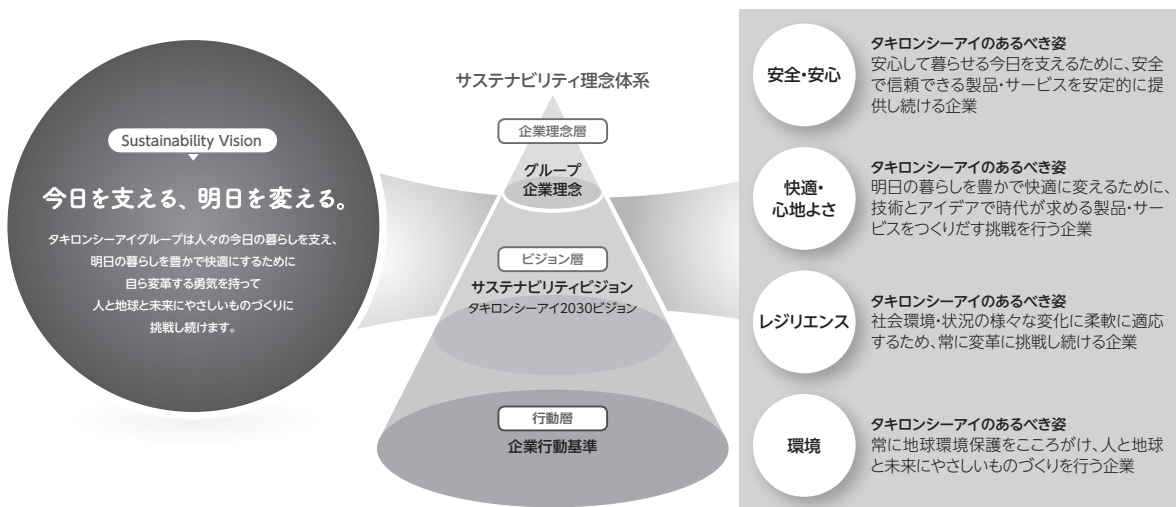 Sustainability Vision
今日を支える、明日を変える。
タキロンシーアイグループは人々の今日の暮らしを支え、
明日の暮らしを豊かで快適にするために
自ら変革する勇気を持って
人と地球と未来にやさしいものづくりに
挑戦し続けます。
サステナビリティ理念体系
企業理念層
グループ
企業理念
ビジョン層
サステナビリティビジョン
タキロンシーアイ2030ビジョン
行動層
企業行動基準
安全・安心
タキロンシーアイのあるべき姿
安心して暮らせる今日を支えるために、安全
で信頼できる製品・サービスを安定的に提
供し続ける企業
快適・
心地よさ
タキロンシーアイのあるべき姿
明日の暮らしを豊かで快適に変えるために、
技術とアイデアで時代が求める製品・サー
ビスをつくりだす挑戦を行う企業
レジリエンス
タキロンシーアイのあるべき姿
社会環境・状況の様々な変化に柔軟に適応
するため、常に変革に挑戦し続ける企業
環境
タキロンシーアイのあるべき姿
常に地球環境保護をこころがけ、人と地球
と未来にやさしいものづくりを行う企業